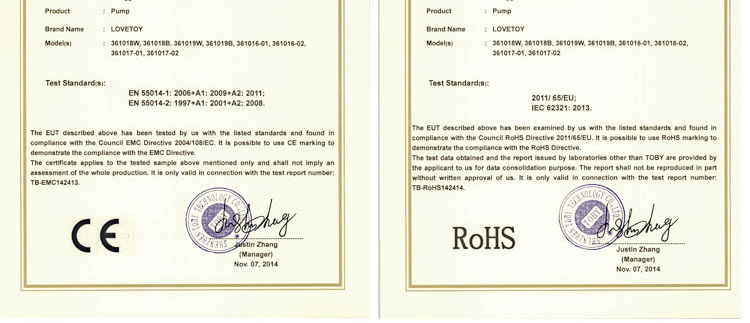 Product : Pump
Brand Name : LOVETOY
Model(s) : 361018W, 361018B, 361019W, 361019B, 361016-01, 361016-02,
361017-01, 361017-02
Test Standard(s):
EN 55014-1: 2006+A1: 2009+A2: 2011;
EN 55014-2: 1997+A1: 2001+A2: 2008.
The EUT described above has been tested by us with the listed standards and found in
compliance with the Council EMC Directive 2004/108/EC. It is possible to use CE marking to
demonstrate the compliance with the EMC Directive.
The certificate applies to the tested sample above mentioned only and shall not imply an
assessment of the whole production. It is only valid in connection with the test report number:
TB-EMC142413.
CE
SHENZHEN TOBY TECHNOLOGY CO.,LTD
TOBY
Justin Zhang
(Manager)
Nov. 07, 2014
Product : Pump
Brand Name : LOVETOY
Model(s) : 361018W, 361018B, 361019W, 361019B, 361016-01, 361016-02,
361017-01, 361017-02
Test Standard(s):
2011/ 65/EU;
IEC 62321: 2013.
The EUT described above has been examined by us with the listed standards and found in
compliance with the Council RoHS Directive 2011/65/EU. It is possible to use RoHS marking to
demonstrate the compliance with the RoHS Directive.
The test data obtained and the report issued by laboratories other than TOBY are provided by
the applicant to us for data consolidation purpose. The report shall not be reproduced in part
without written approval of us. It is only valid in connection with the test report number:
TB-RoHS142414.
RoHS
SHENZHEN TOBY TECHNOLOGY CO.,LTD
TOBY
Justin Zhang
(Manager)
Nov. 07, 2014